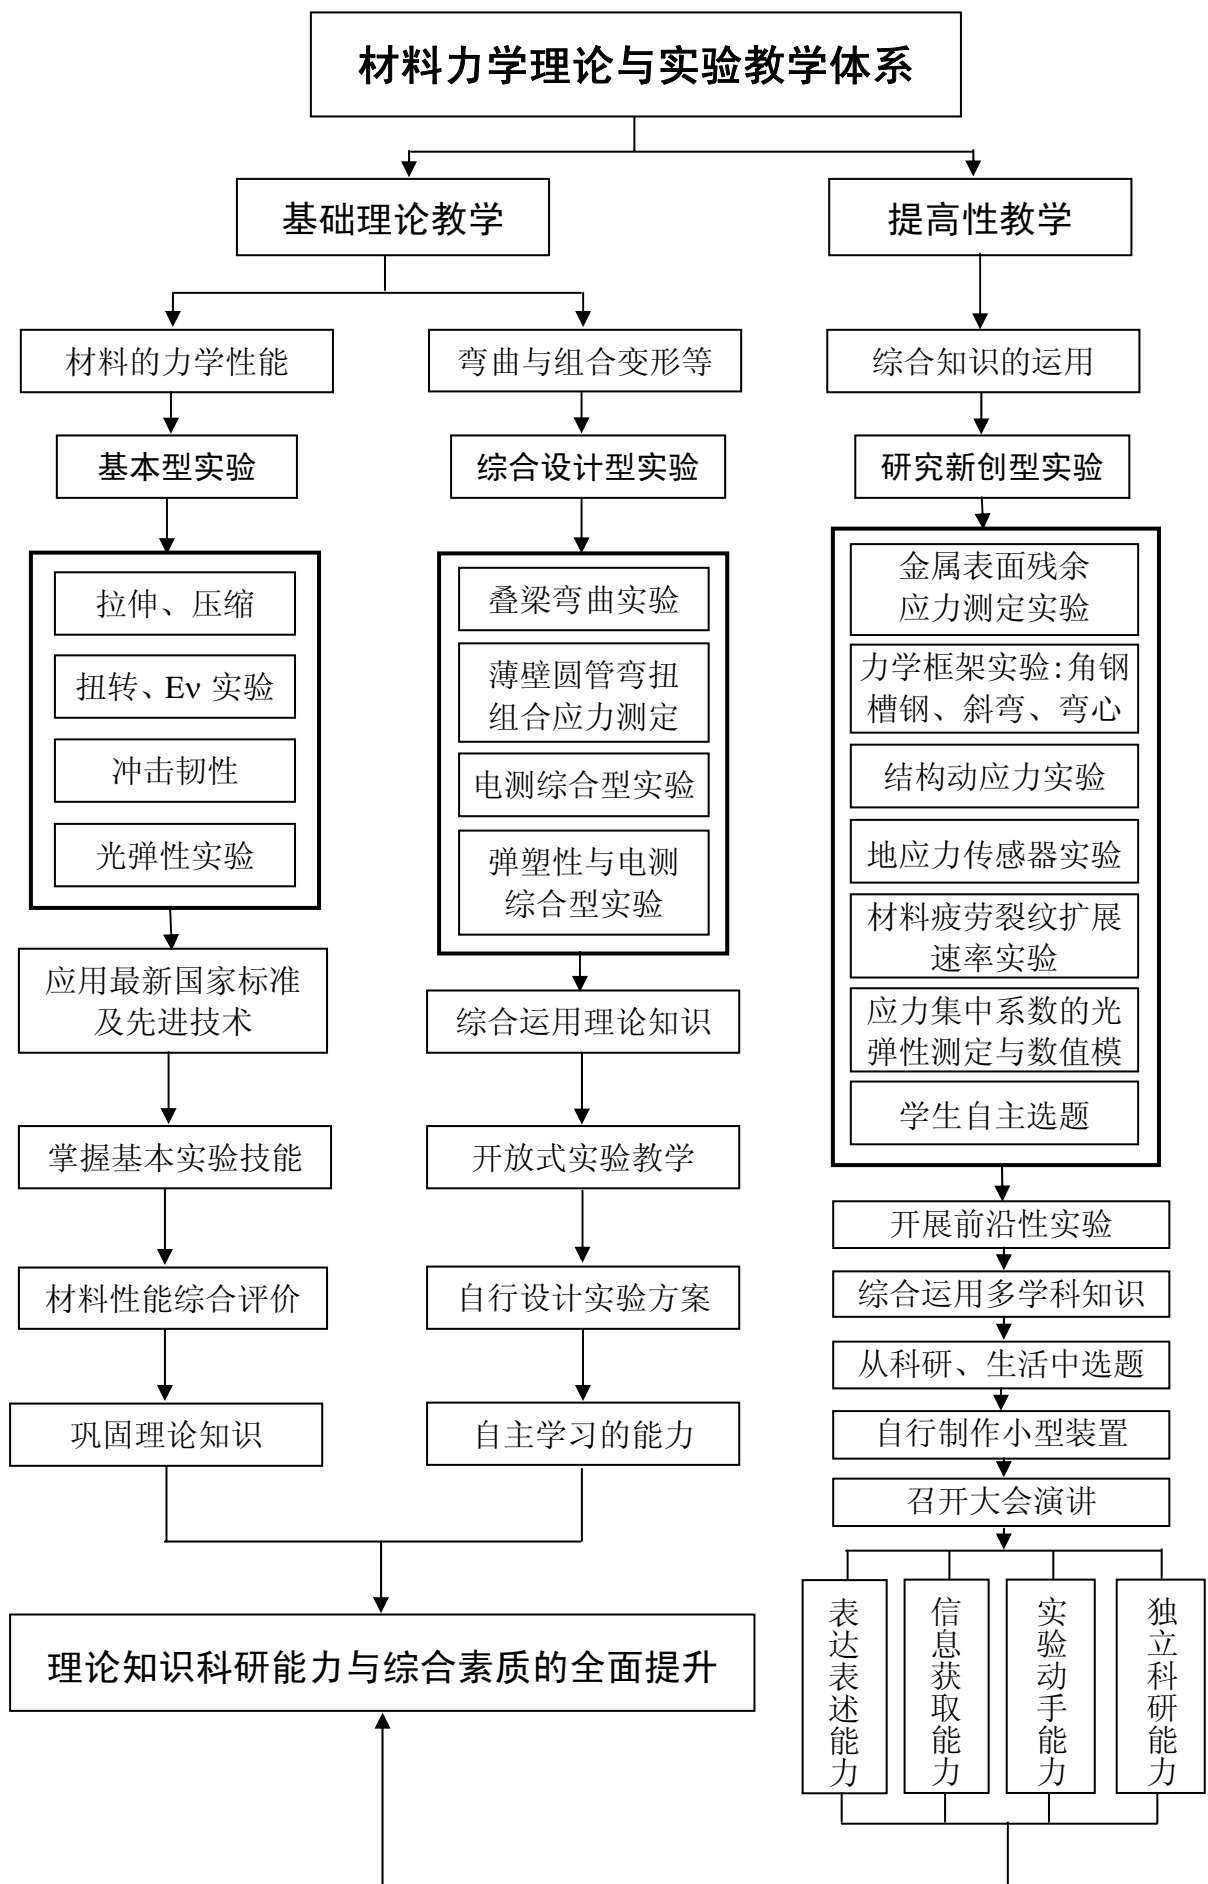 材料力学理论与实验教学体系
基础理论教学
提高性教学
材料的力学性能
弯曲与组合变形等
综合知识的运用
基本型实验
综合设计型实验
研究新创型实验
拉伸、压缩
扭转、Eν 实验
冲击韧性
光弹性实验
叠梁弯曲实验
薄壁圆管弯扭
组合应力测定
电测综合型实验
弹塑性与电测
综合型实验
金属表面残余
应力测定实验
力学框架实验：角钢
槽钢、斜弯、弯心
结构动应力实验
地应力传感器实验
材料疲劳裂纹扩展
速率实验
应力集中系数的光
弹性测定与数值模
学生自主选题
应用最新国家标准
及先进技术
掌握基本实验技能
材料性能综合评价
巩固理论知识
综合运用理论知识
开放式实验教学
自行设计实验方案
自主学习的能力
开展前沿性实验
综合运用多学科知识
从科研、生活中选题
自行制作小型装置
召开大会演讲
表达表述能力
信息获取能力
实验动手能力
独立科研能力
理论知识科研能力与综合素质的全面提升